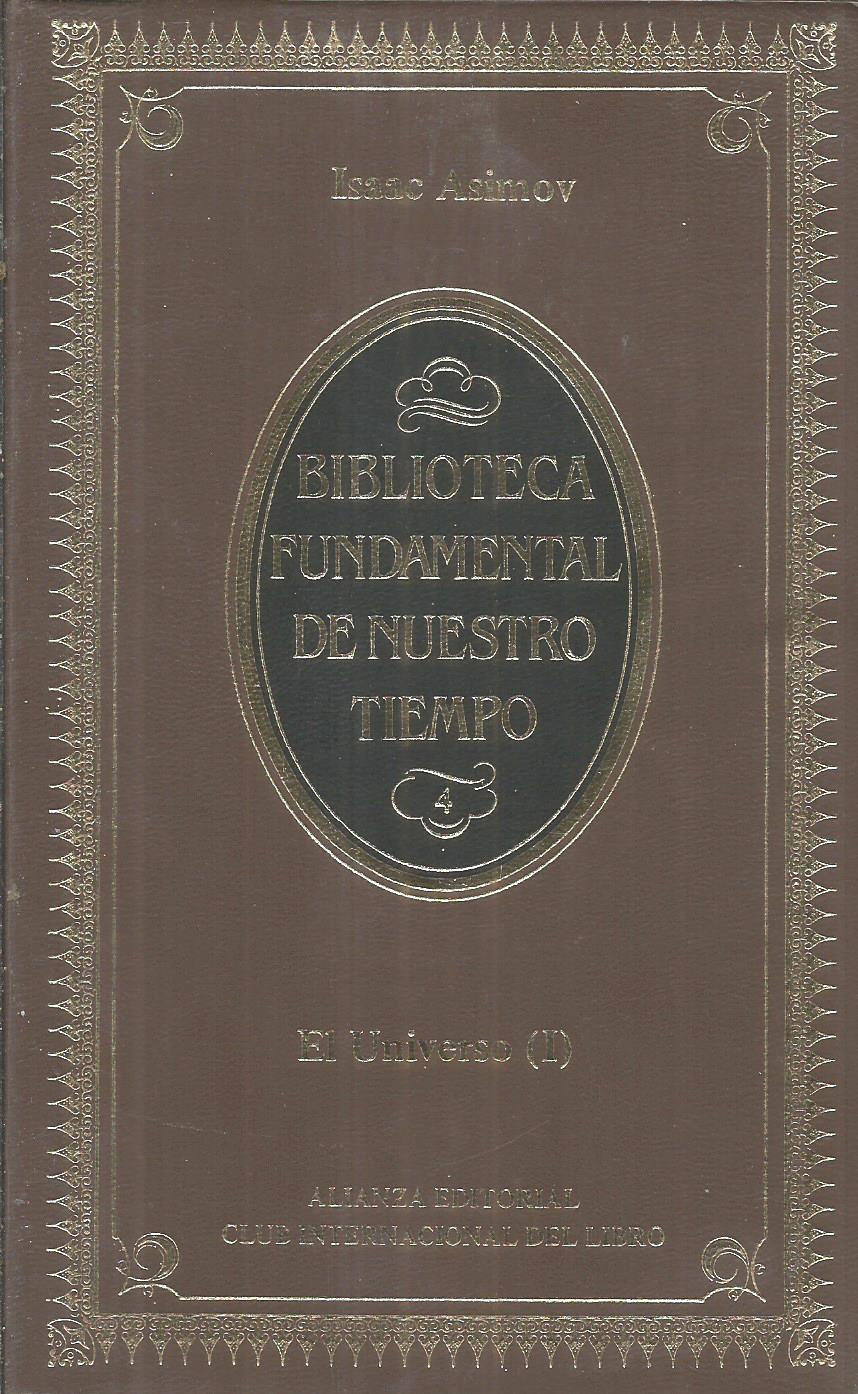 Isaac Asimov
BIBLIOTECA
FUNDAMENTAL
DE NUESTRO
TIEMPO
4
El Universo (I)
ALIANZA EDITORIAL
CLUB INTERNACIONAL DEL LIBRO